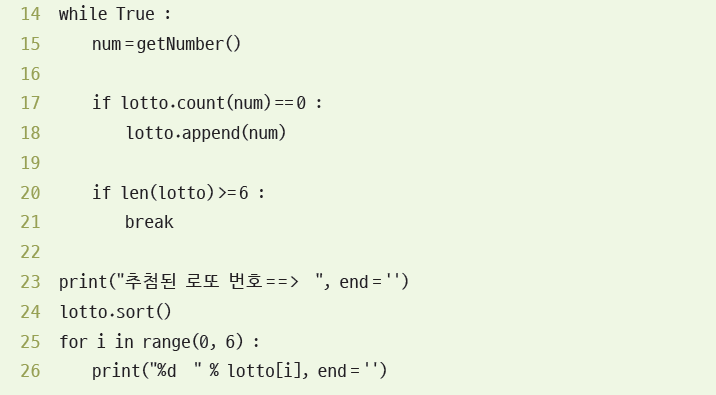 14 while True :
15     num=getNumber()
16
17     if lotto.count(num)==0 :
18         lotto.append(num)
19
20     if len(lotto)>=6 :
21         break
22
23 print("추첨된 로또 번호==>  ", end='')
24 lotto.sort()
25 for i in range(0, 6) :
26     print("%d  " % lotto[i], end='')